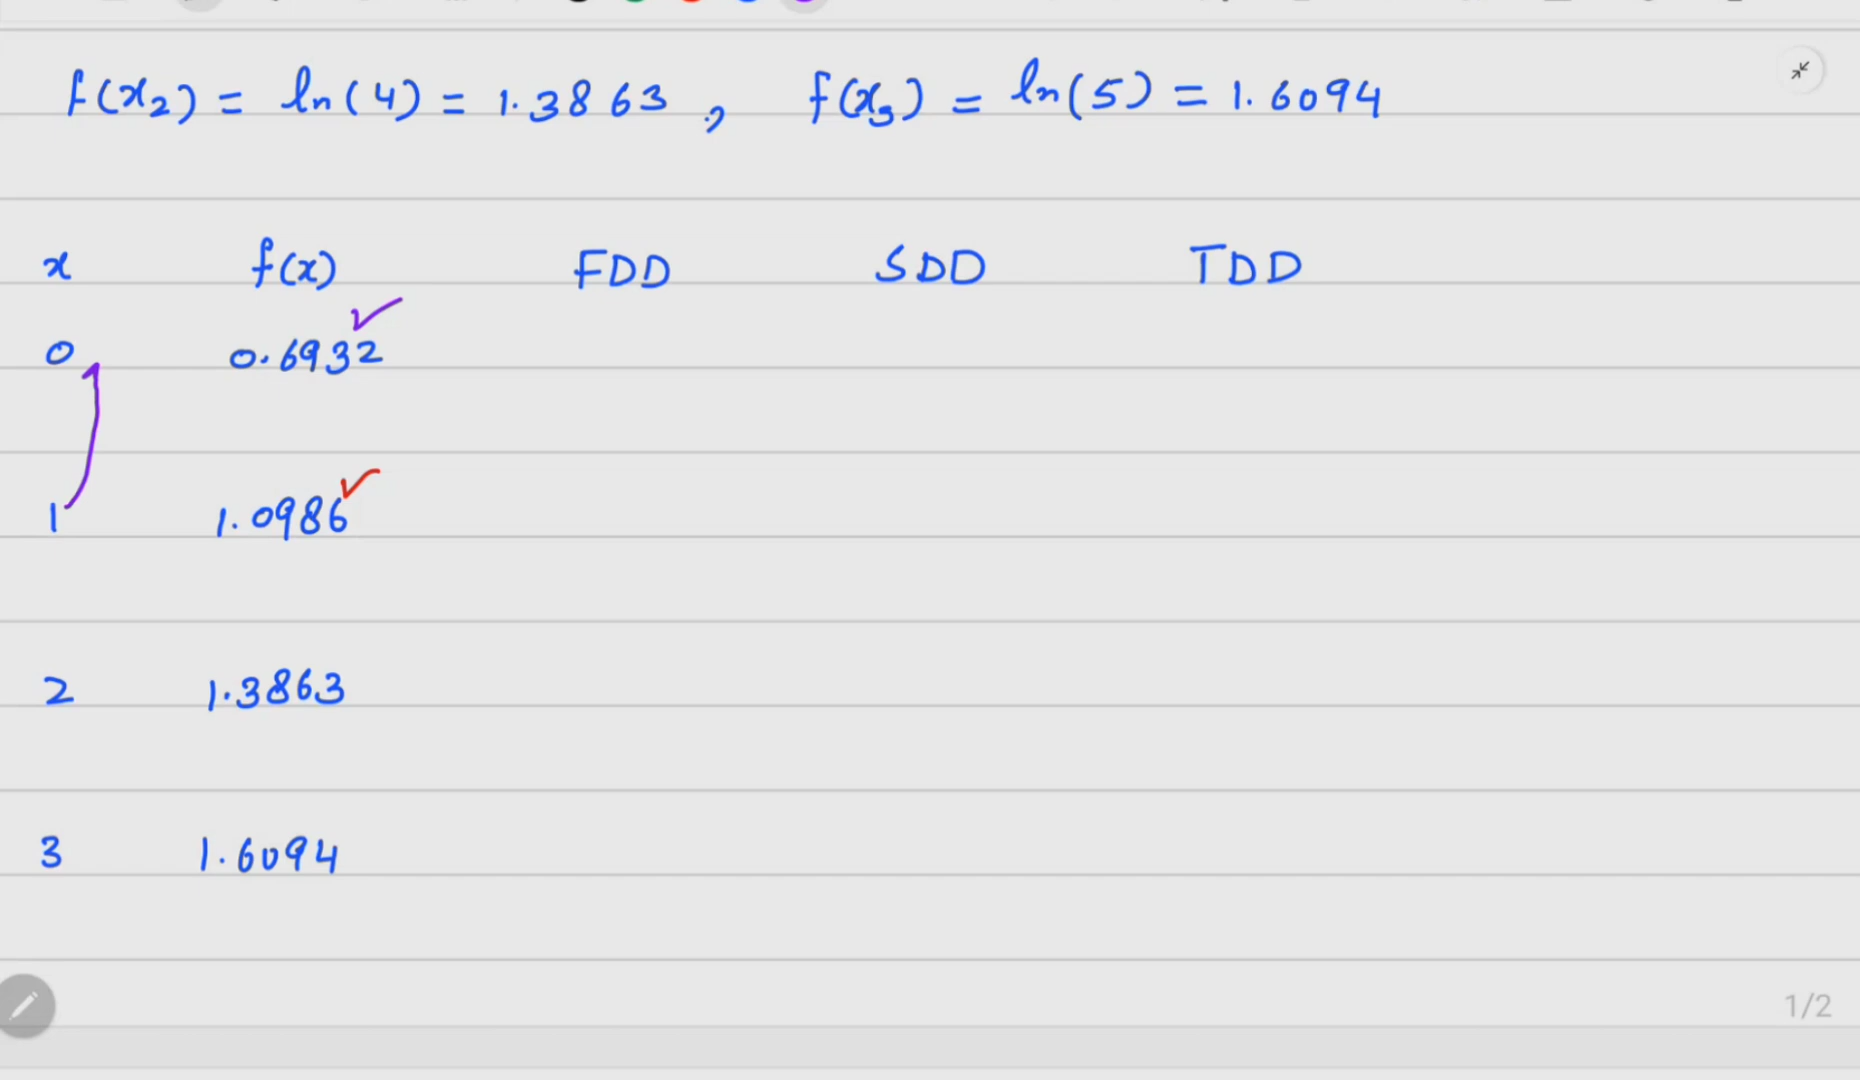 f(x₂) = ln(4) = 1.3863 , f(x₃) = ln(5) = 1.6094
x f(x) FDD SDD TDD
0 0.6932
1 1.0986
2 1.3863
3 1.6094
1/2